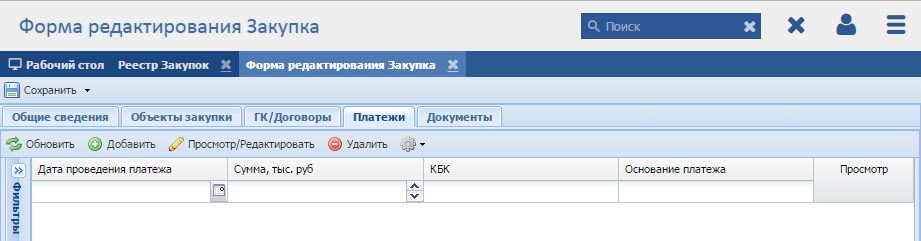 Форма редактирования Закупка
Поиск
Рабочий стол Реестр Закупок Форма редактирования Закупка
Сохранить
Общие сведения Объекты закупки ГК/Договоры Платежи Документы
Обновить Добавить Просмотр/Редактировать Удалить
Фильтры
Дата проведения платежа Сумма, тыс. руб КБК Основание платежа Просмотр